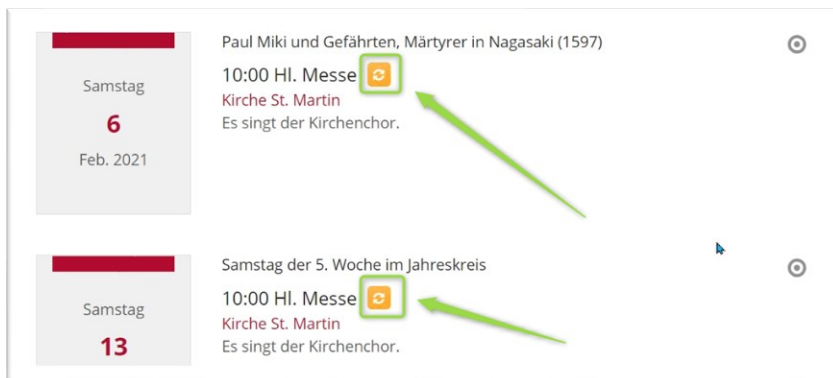 Paul Miki und Gefährten, Märtyrer in Nagasaki (1597)
Samstag
6
Feb. 2021
10:00 Hl. Messe
Kirche St. Martin
Es singt der Kirchenchor.
Samstag der 5. Woche im Jahreskreis
Samstag
13
10:00 Hl. Messe
Kirche St. Martin
Es singt der Kirchenchor.